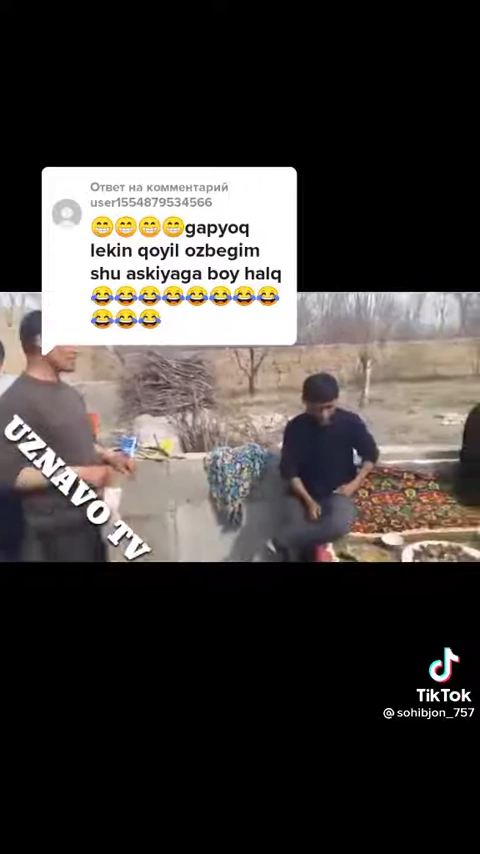 Ответ на комментарий
user1554879534566
😁😁😁😁gapyoq
lekin qoyil ozbegim
shu askiyaga boy halq
😂😂😂😂😂😂😂😂
😂😂😂
UZNAVO TV
TikTok
@sohibjon_757